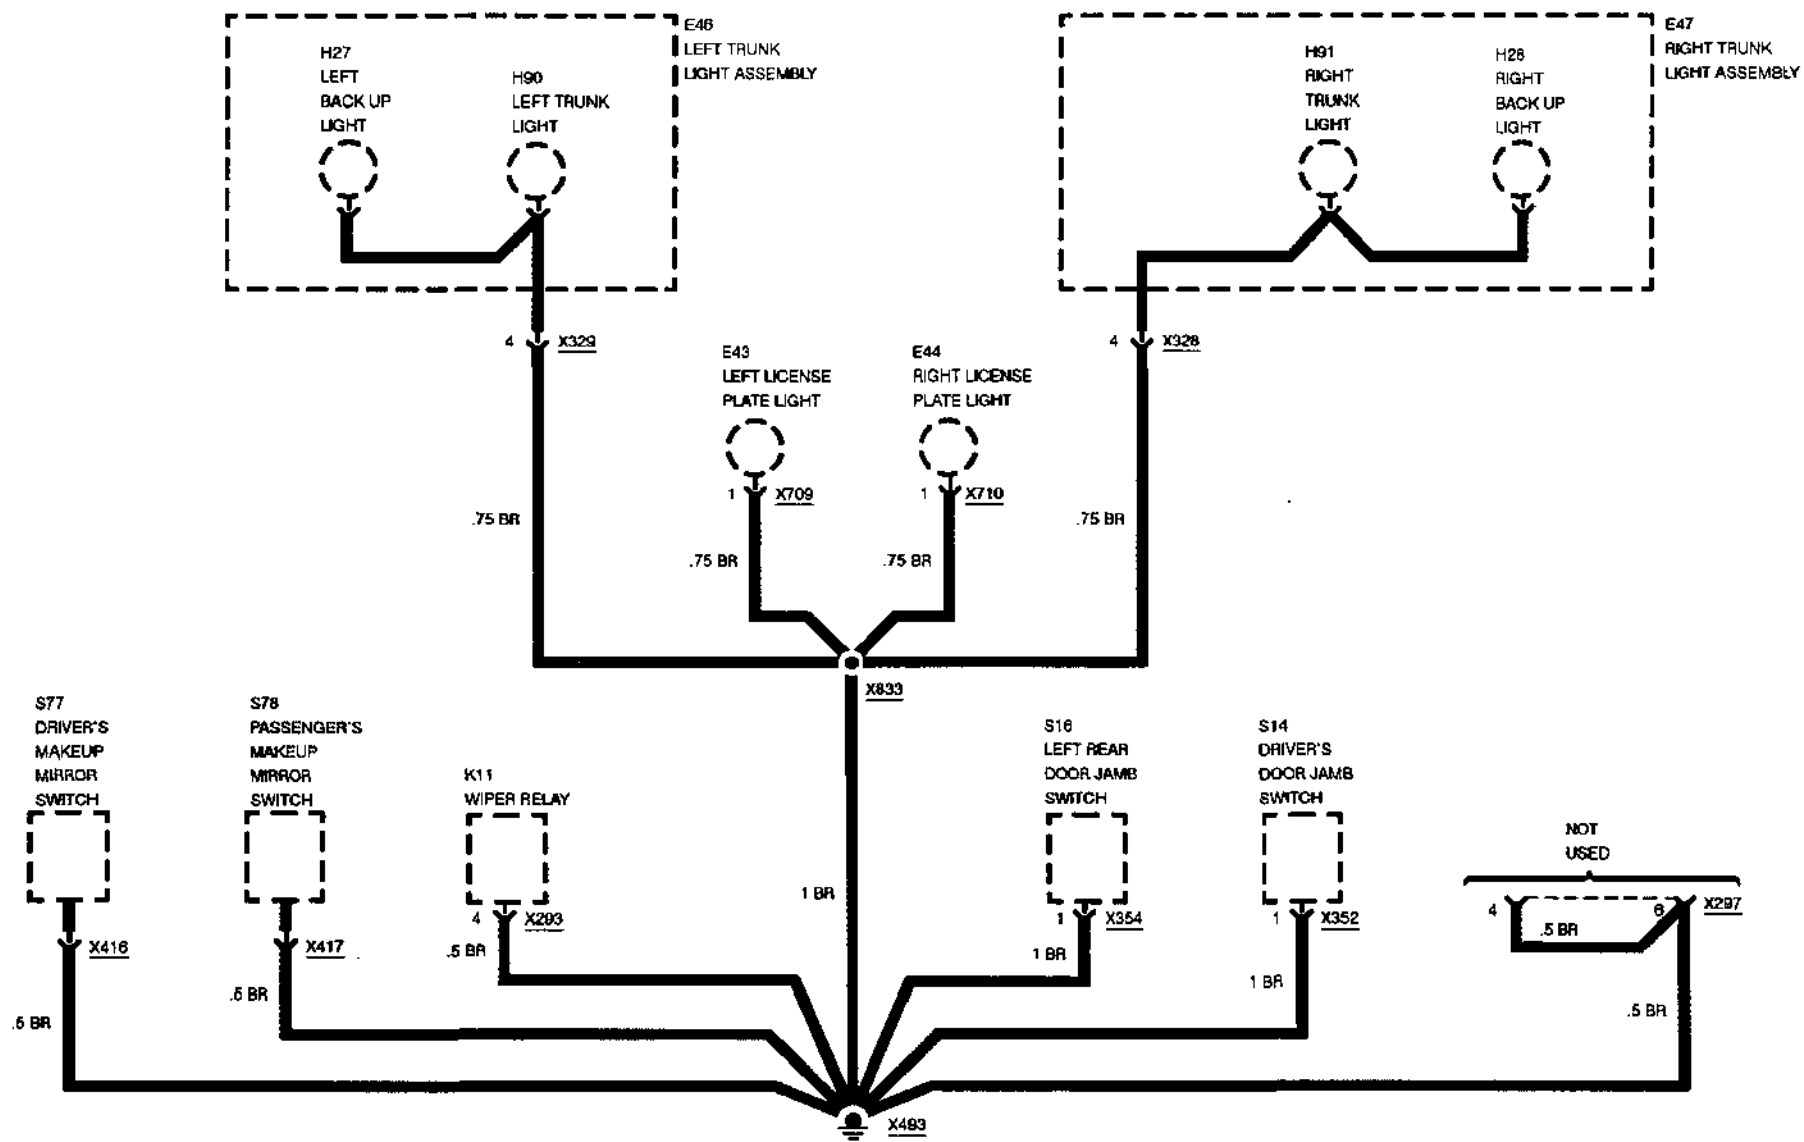 E46
LEFT TRUNK
LIGHT ASSEMBLY
H27
LEFT
BACK UP
LIGHT
H90
LEFT TRUNK
LIGHT
E47
RIGHT TRUNK
LIGHT ASSEMBLY
H91
RIGHT
TRUNK
LIGHT
H28
RIGHT
BACK UP
LIGHT
4 X329
4 X328
E43
LEFT LICENSE
PLATE LIGHT
E44
RIGHT LICENSE
PLATE LIGHT
1 X709
1 X710
.75 BR
.75 BR
.75 BR
.75 BR
X833
S77
DRIVER'S
MAKEUP
MIRROR
SWITCH
S78
PASSENGER'S
MAKEUP
MIRROR
SWITCH
K11
WIPER RELAY
S16
LEFT REAR
DOOR JAMB
SWITCH
S14
DRIVER'S
DOOR JAMB
SWITCH
NOT
USED
1 BR
X416
X417
4 X293
1 X354
1 X352
4
6 X297
.5 BR
.5 BR
.5 BR
1 BR
1 BR
.5 BR
.5 BR
X493